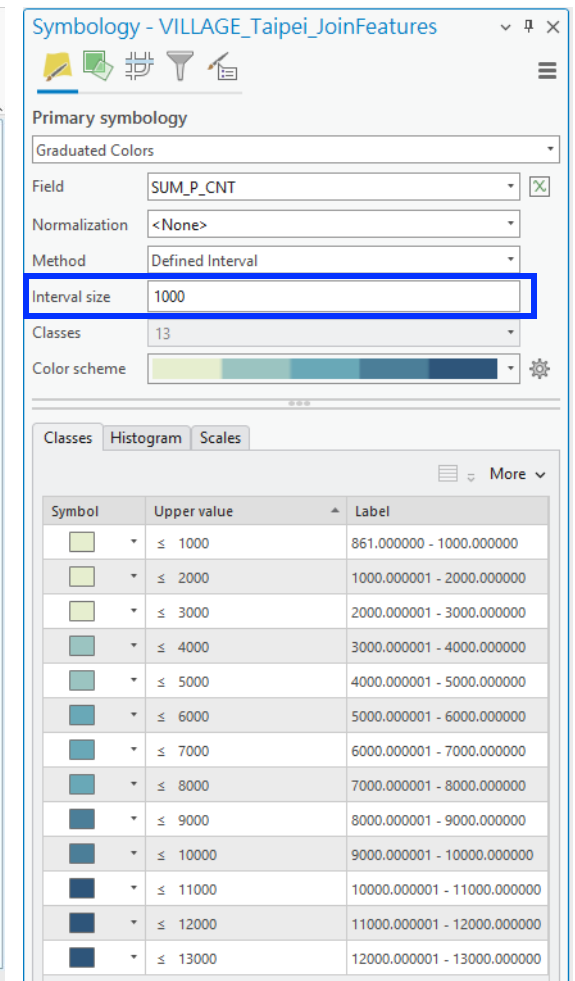 Symbology - VILLAGE_Taipei_JoinFeatures
Primary symbology
Graduated Colors
Field SUM_P_CNT
Normalization <None>
Method Defined Interval
Interval size 1000
Classes 13
Color scheme
Classes Histogram Scales
More
Symbol Upper value Label
≤ 1000 861.000000 - 1000.000000
≤ 2000 1000.000001 - 2000.000000
≤ 3000 2000.000001 - 3000.000000
≤ 4000 3000.000001 - 4000.000000
≤ 5000 4000.000001 - 5000.000000
≤ 6000 5000.000001 - 6000.000000
≤ 7000 6000.000001 - 7000.000000
≤ 8000 7000.000001 - 8000.000000
≤ 9000 8000.000001 - 9000.000000
≤ 10000 9000.000001 - 10000.000000
≤ 11000 10000.000001 - 11000.000000
≤ 12000 11000.000001 - 12000.000000
≤ 13000 12000.000001 - 13000.000000